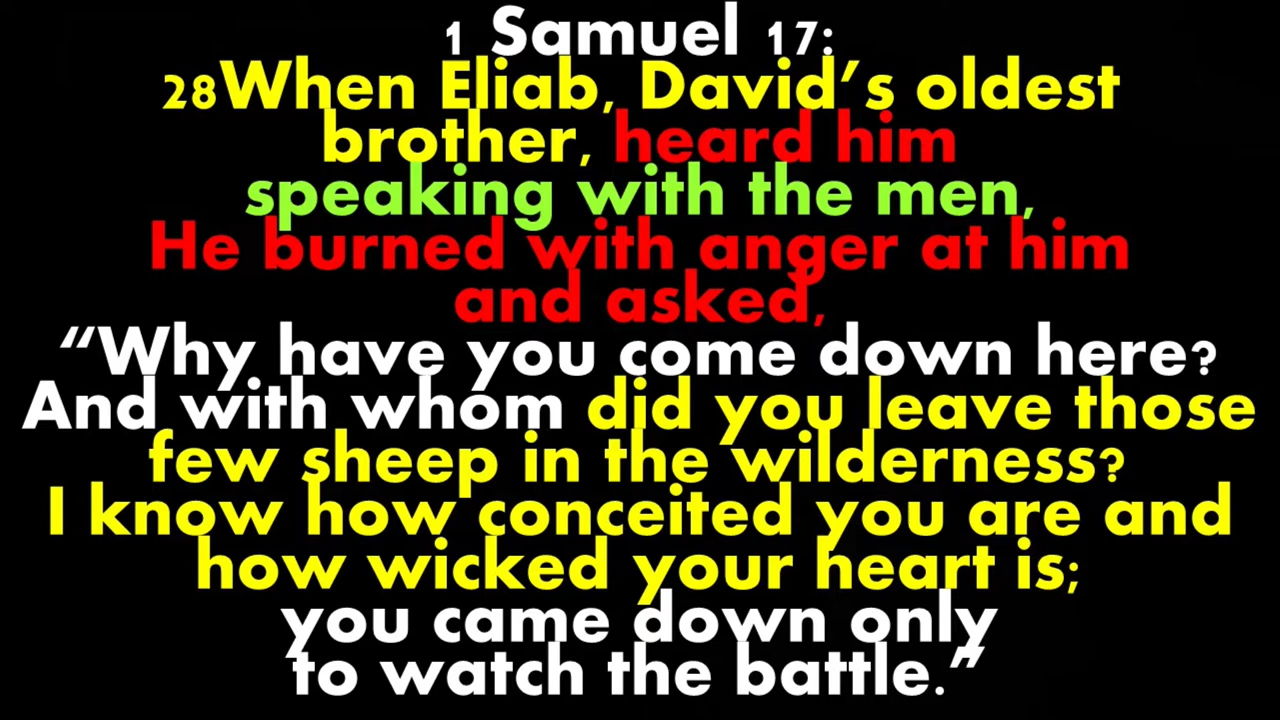 1 Samuel 17:
28When Eliab, David’s oldest
brother, heard him
speaking with the men,
He burned with anger at him
and asked,
“Why have you come down here?
And with whom did you leave those
few sheep in the wilderness?
I know how conceited you are and
how wicked your heart is;
you came down only
to watch the battle.”